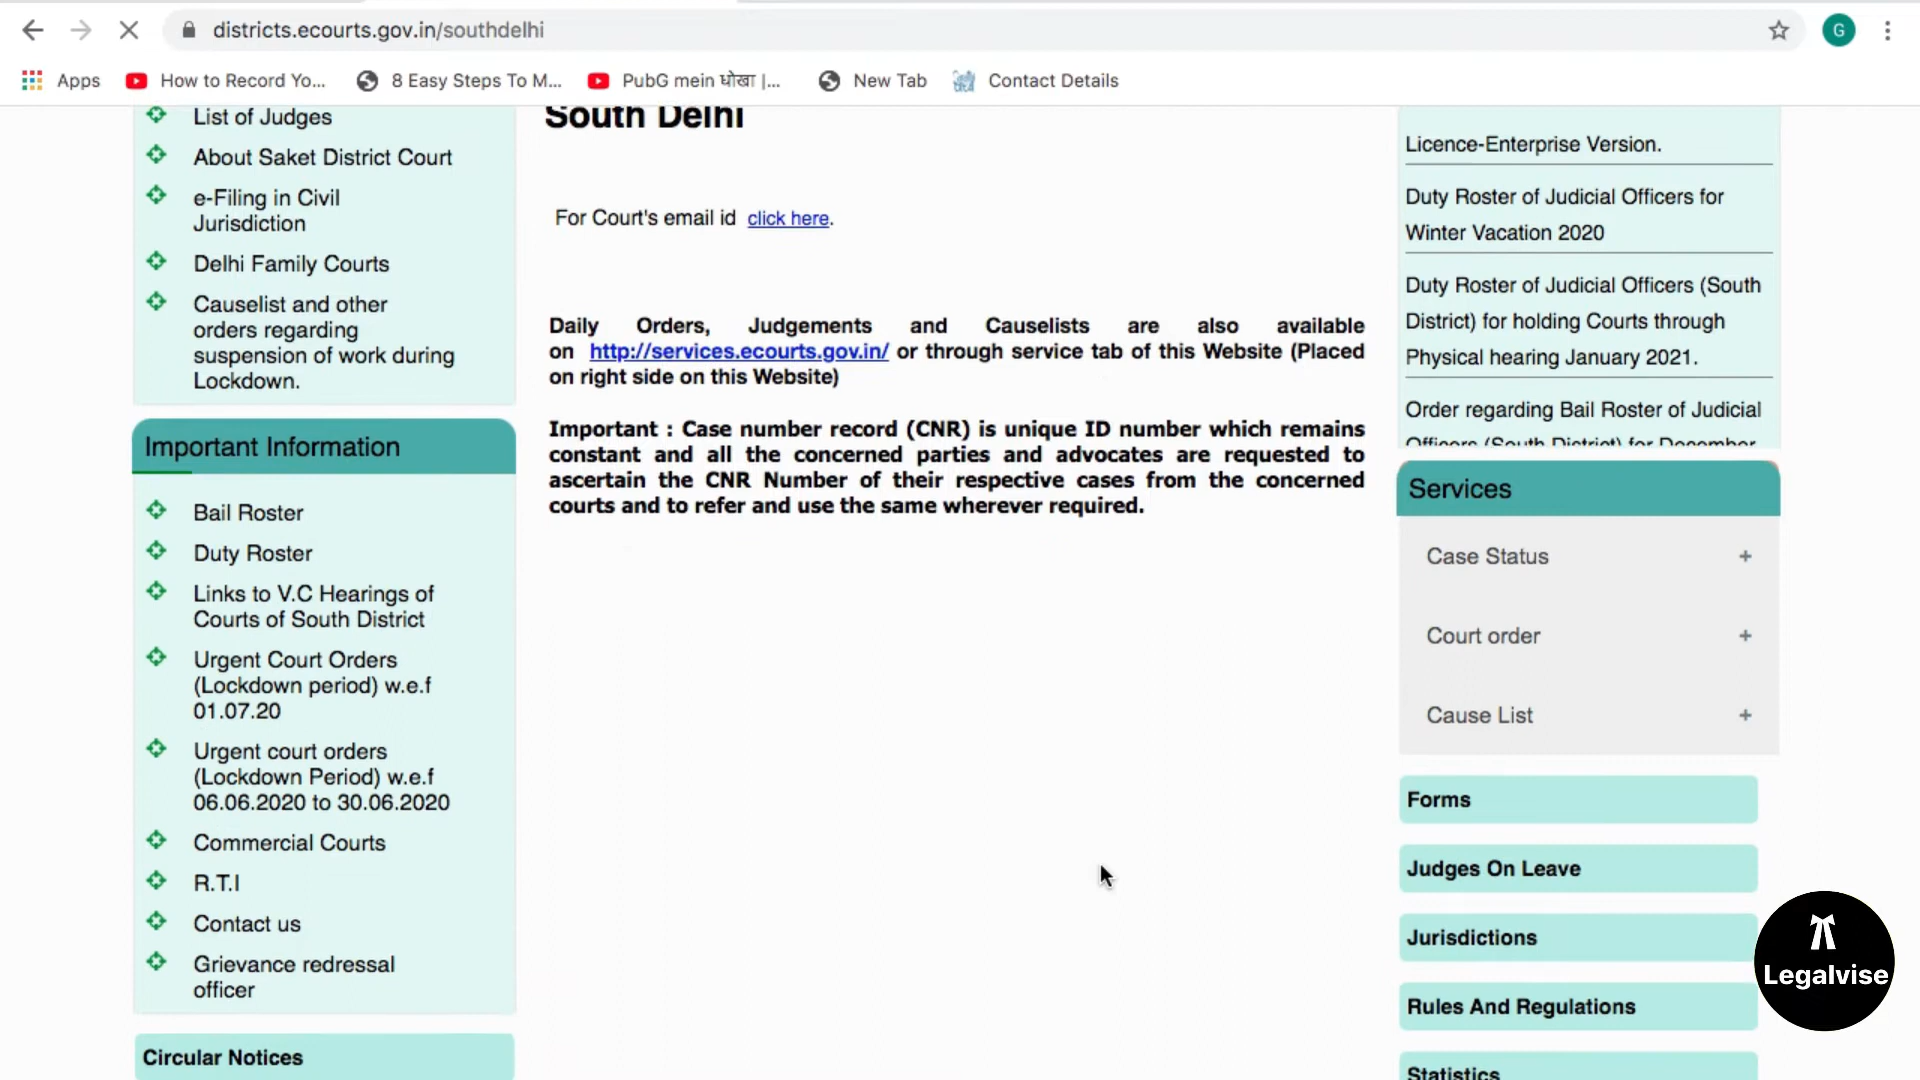 districts.ecourts.gov.in/southdelhi
G
Apps
How to Record Yo...
8 Easy Steps To M...
PubG mein धोखा |...
New Tab
Contact Details
List of Judges
About Saket District Court
e-Filing in Civil
Jurisdiction
Delhi Family Courts
Causelist and other
orders regarding
suspension of work during
Lockdown.
Important Information
Bail Roster
Duty Roster
Links to V.C Hearings of
Courts of South District
Urgent Court Orders
(Lockdown period) w.e.f
01.07.20
Urgent court orders
(Lockdown Period) w.e.f
06.06.2020 to 30.06.2020
Commercial Courts
R.T.I
Contact us
Grievance redressal
officer
Circular Notices
South Delhi
For Court's email id click here.
Daily Orders, Judgements and Causelists are also available
on http://services.ecourts.gov.in/ or through service tab of this Website (Placed
on right side on this Website)
Important : Case number record (CNR) is unique ID number which remains
constant and all the concerned parties and advocates are requested to
ascertain the CNR Number of their respective cases from the concerned
courts and to refer and use the same wherever required.
Licence-Enterprise Version.
Duty Roster of Judicial Officers for
Winter Vacation 2020
Duty Roster of Judicial Officers (South
District) for holding Courts through
Physical hearing January 2021.
Order regarding Bail Roster of Judicial
Officers (South District) for December
Services
Case Status +
Court order +
Cause List +
Forms
Judges On Leave
Jurisdictions
Rules And Regulations
Statistics
Legalvise